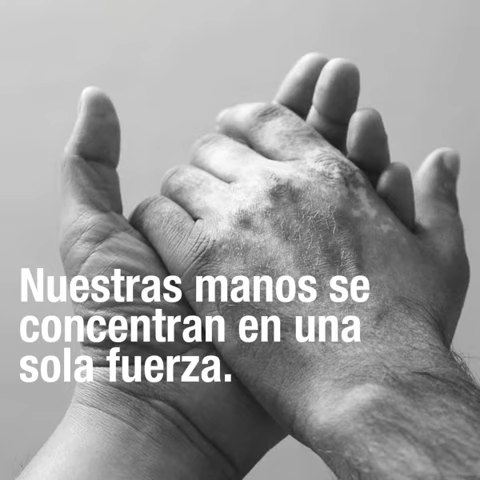 Nuestras manos se
concentran en una
sola fuerza.